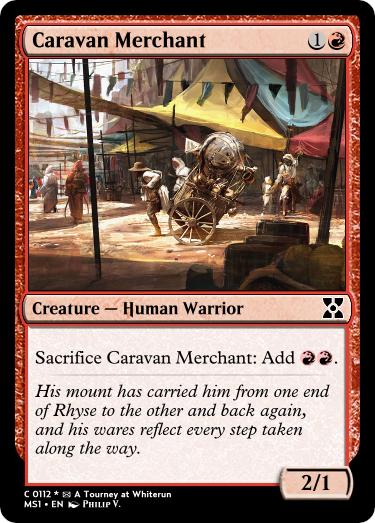 Caravan Merchant 1
Creature — Human Warrior
Sacrifice Caravan Merchant: Add .
His mount has carried him from one end
of Rhyse to the other and back again,
and his wares reflect every step taken
along the way.
2/1
C 0112 * A Tourney at Whiterun
MS1 • EN Philip V.